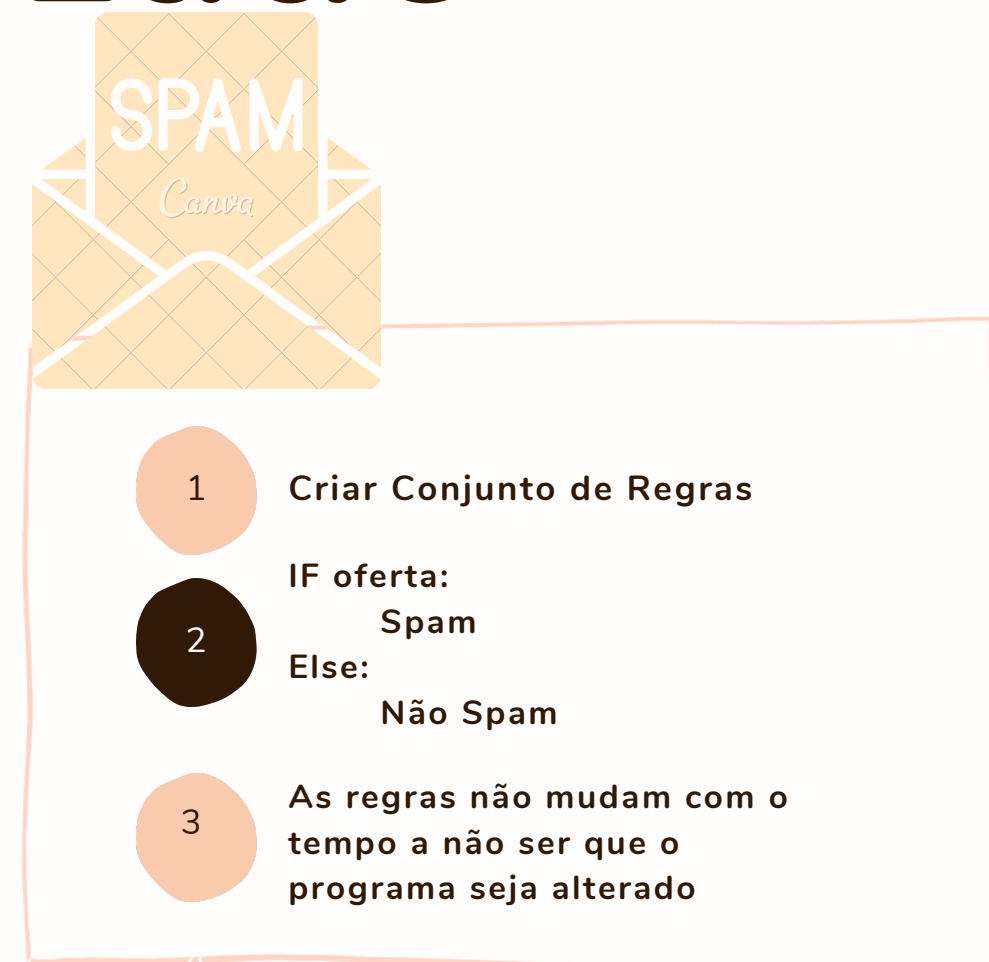 SPAM
Canva
1
Criar Conjunto de Regras
2
IF oferta:
Spam
Else:
Não Spam
3
As regras não mudam com o
tempo a não ser que o
programa seja alterado